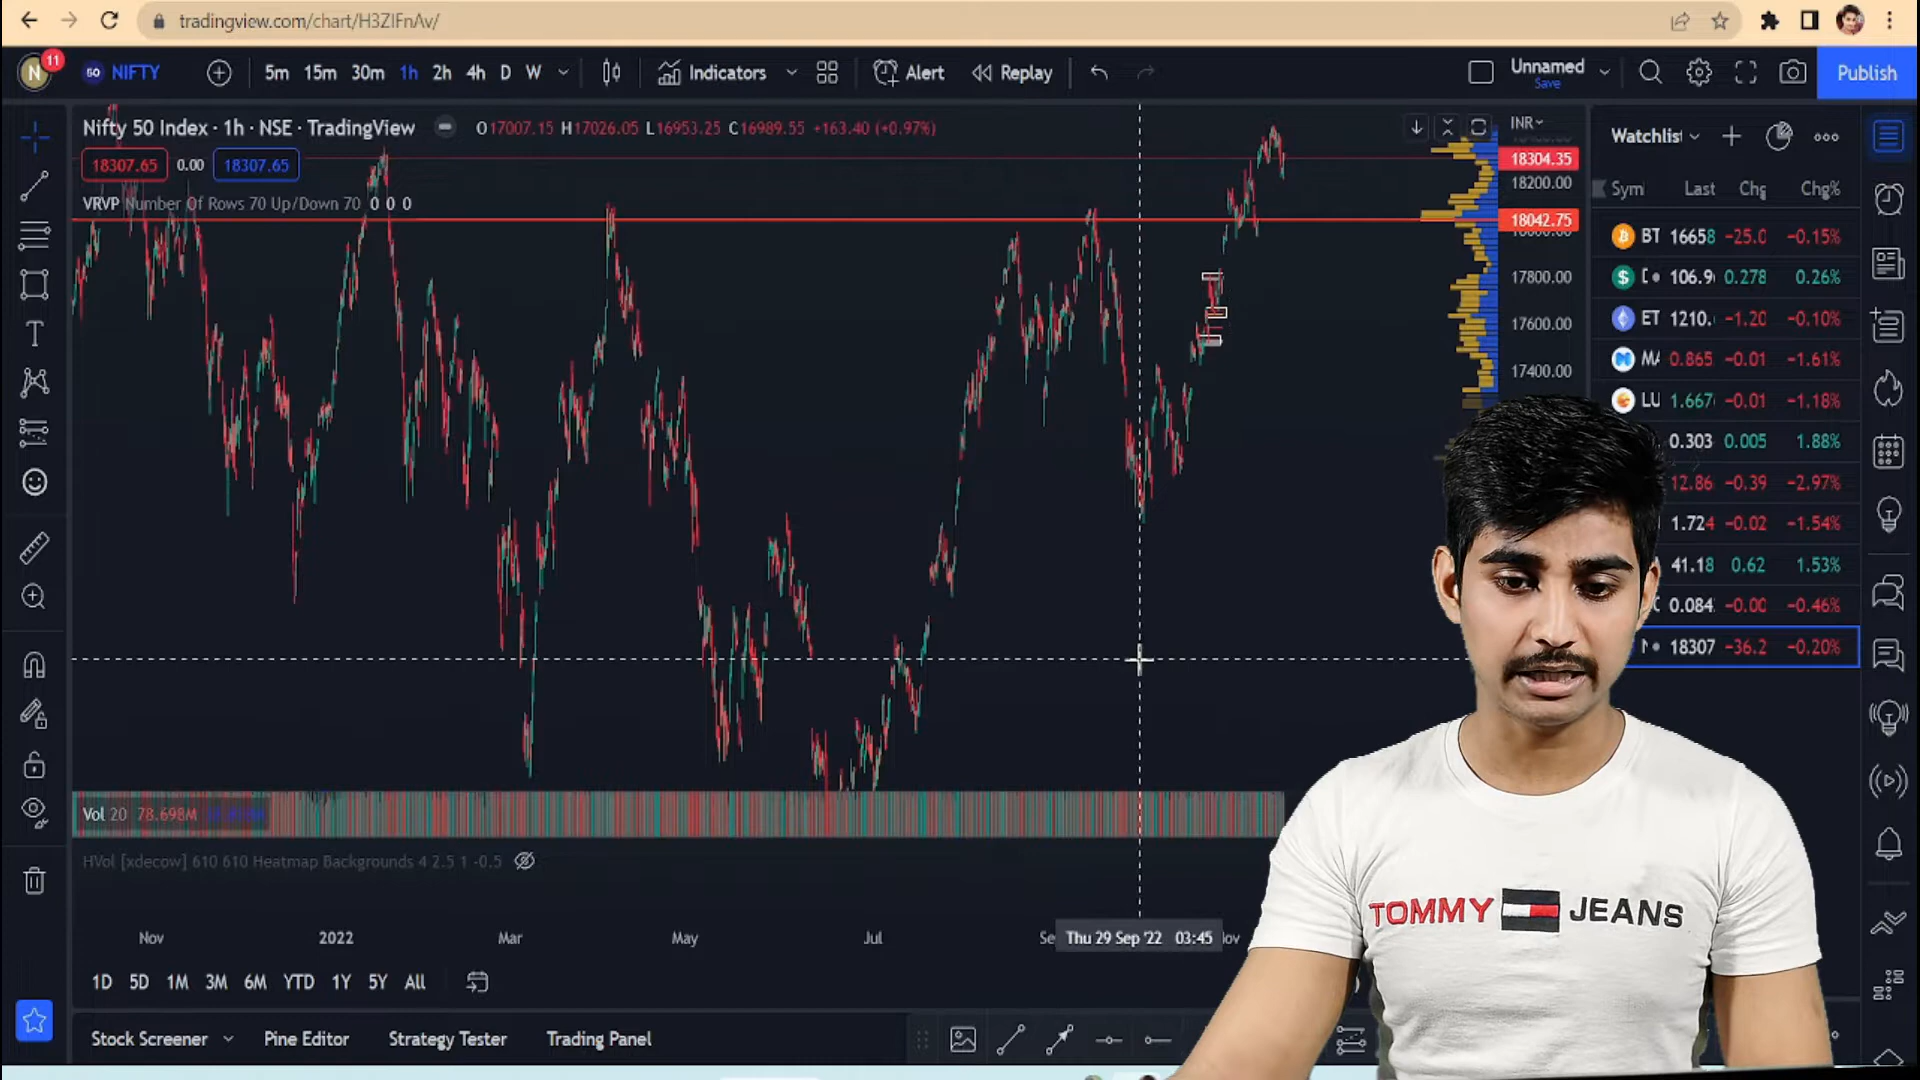 tradingview.com/chart/H3ZIFnAv/
N 11 50 NIFTY 5m 15m 30m 1h 2h 4h D W Indicators Alert Replay Unnamed Save Publish
Nifty 50 Index · 1h · NSE · TradingView O17007.15 H17026.05 L16953.25 C16989.55 +163.40 (+0.97%) INR
18307.65 0.00 18307.65
VRVP Number Of Rows 70 Up/Down 70 0 0 0
18304.35
18200.00
18042.75
17800.00
17600.00
17400.00
Watchlist
Sym Last Chg Chg%
BT 16658 -25.0 -0.15%
106.9 0.278 0.26%
ET 1210. -1.20 -0.10%
0.865 -0.01 -1.61%
LU 1.667 -0.01 -1.18%
0.303 0.005 1.88%
12.86 -0.39 -2.97%
1.724 -0.02 -1.54%
41.18 0.62 1.53%
0.084 -0.00 -0.46%
18307 -36.2 -0.20%
Vol 20 78.698M
HVol [xdecow] 610 610 Heatmap Backgrounds 4 2.5 1 -0.5
Nov 2022 Mar May Jul Se Thu 29 Sep '22 03:45 lov
1D 5D 1M 3M 6M YTD 1Y 5Y All
Stock Screener Pine Editor Strategy Tester Trading Panel
TOMMY JEANS